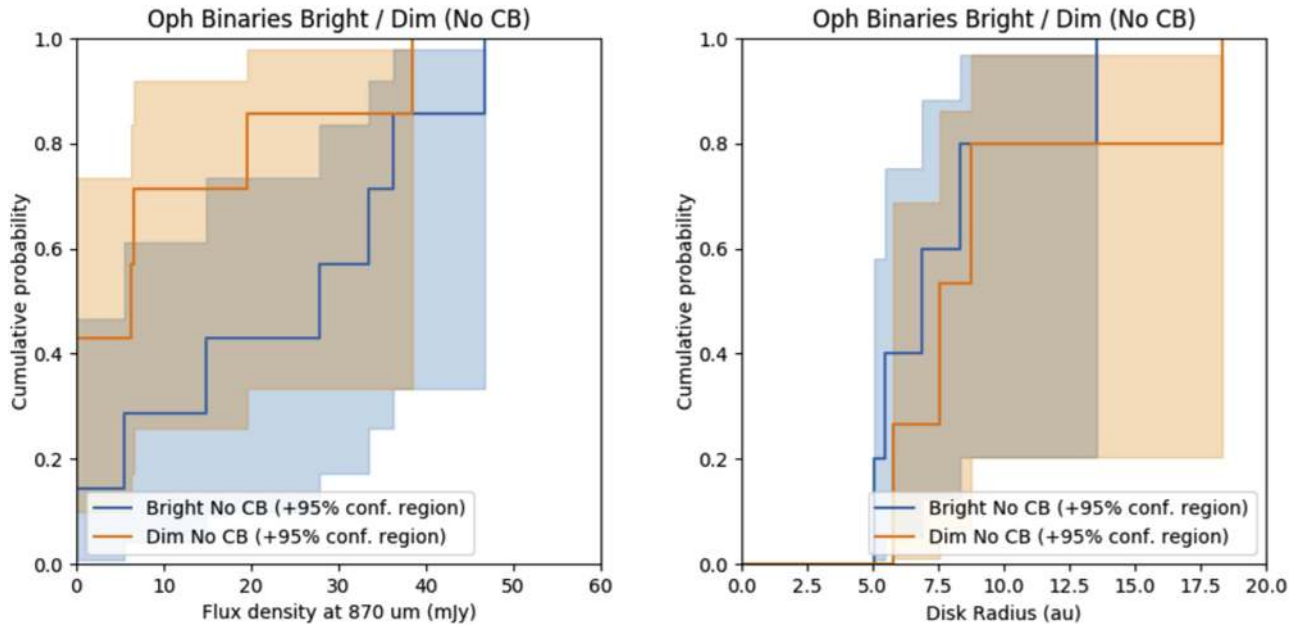 Oph Binaries Bright / Dim (No CB)
1.0
0.8
0.6
0.4
0.2
0.0
Cumulative probability
Bright No CB (+95% conf. region)
Dim No CB (+95% conf. region)
0 10 20 30 40 50 60
Flux density at 870 um (mJy)
Oph Binaries Bright / Dim (No CB)
1.0
0.8
0.6
0.4
0.2
0.0
Cumulative probability
Bright No CB (+95% conf. region)
Dim No CB (+95% conf. region)
0.0 2.5 5.0 7.5 10.0 12.5 15.0 17.5 20.0
Disk Radius (au)